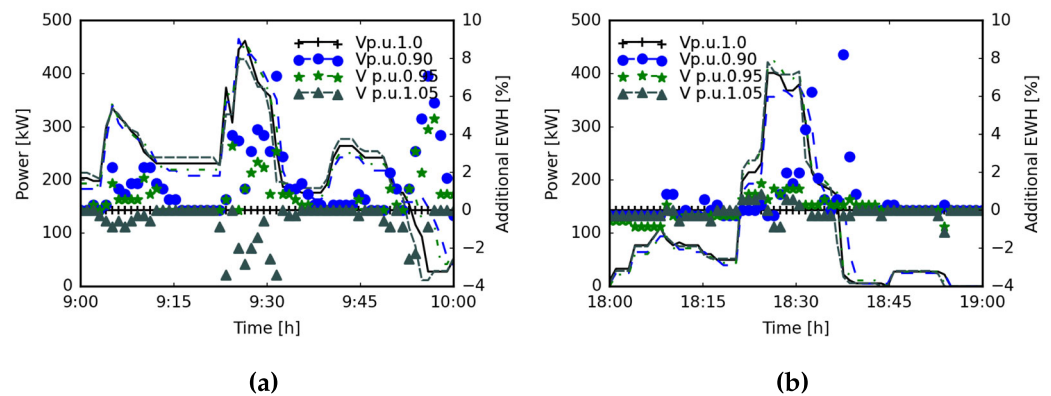 500
400
300
200
100
0
Power [kW]
10
8
6
4
2
0
−2
−4
Additional EWH [%]
Vp.u.1.0
Vp.u.0.90
V p.u.0.95
V p.u.1.05
9:00 9:15 9:30 9:45 10:00
Time [h]
(a)
500
400
300
200
100
0
Power [kW]
10
8
6
4
2
0
−2
−4
Additional EWH [%]
Vp.u.1.0
Vp.u.0.90
V p.u.0.95
V p.u.1.05
18:00 18:15 18:30 18:45 19:00
Time [h]
(b)